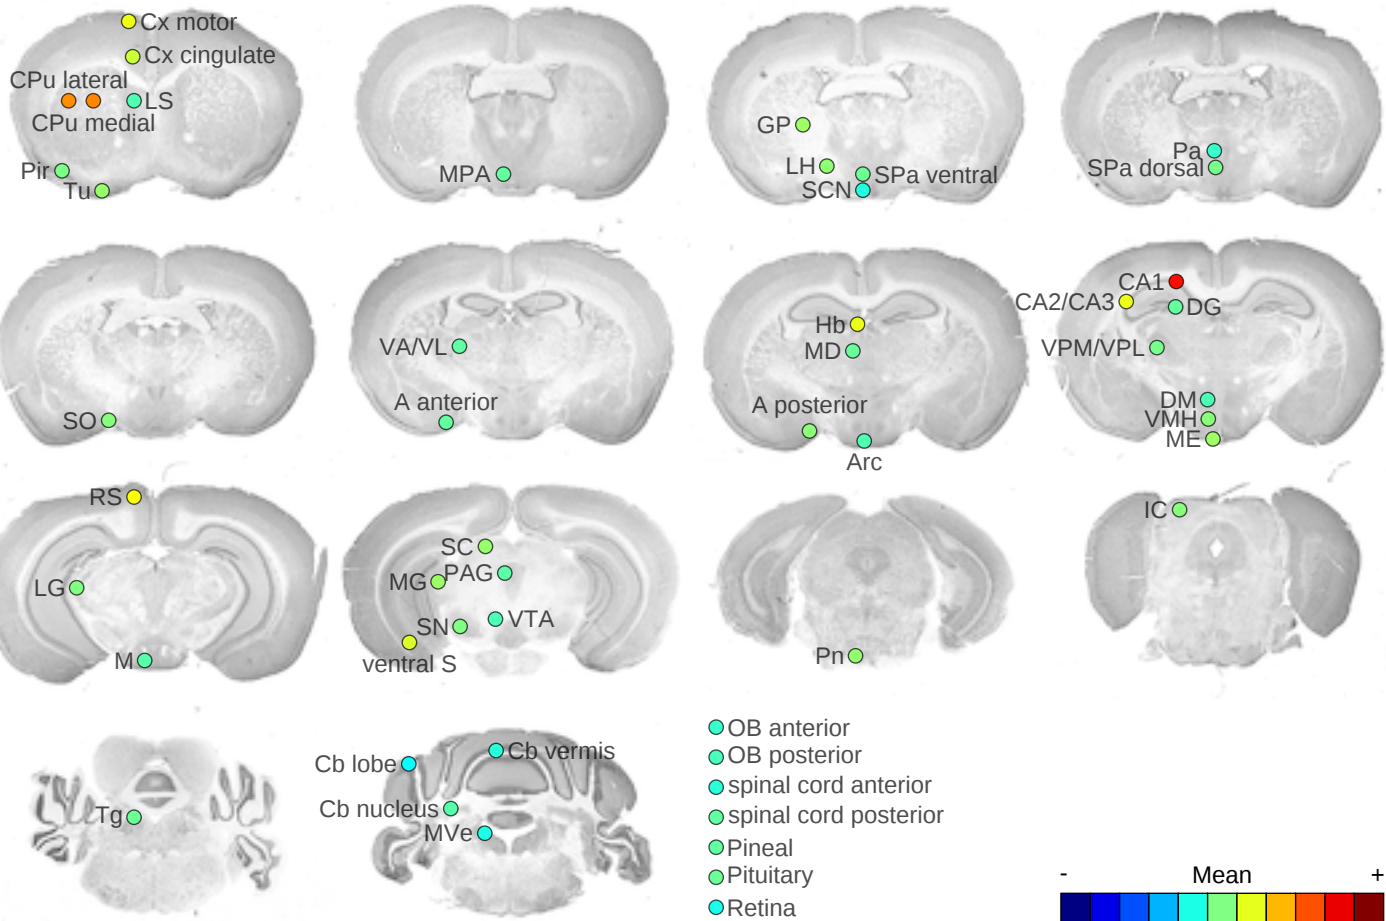 Cx motor
Cx cingulate
CPu lateral
LS
CPu medial
Pir
Tu
MPA
GP
LH
SPa ventral
SCN
Pa
SPa dorsal
SO
VA/VL
A anterior
Hb
MD
A posterior
Arc
CA1
CA2/CA3
DG
VPM/VPL
DM
VMH
ME
RS
LG
M
SC
PAG
MG
VTA
SN
ventral S
Pn
IC
Tg
Cb vermis
Cb lobe
Cb nucleus
MVe
OB anterior
OB posterior
spinal cord anterior
spinal cord posterior
Pineal
Pituitary
Retina
- Mean +